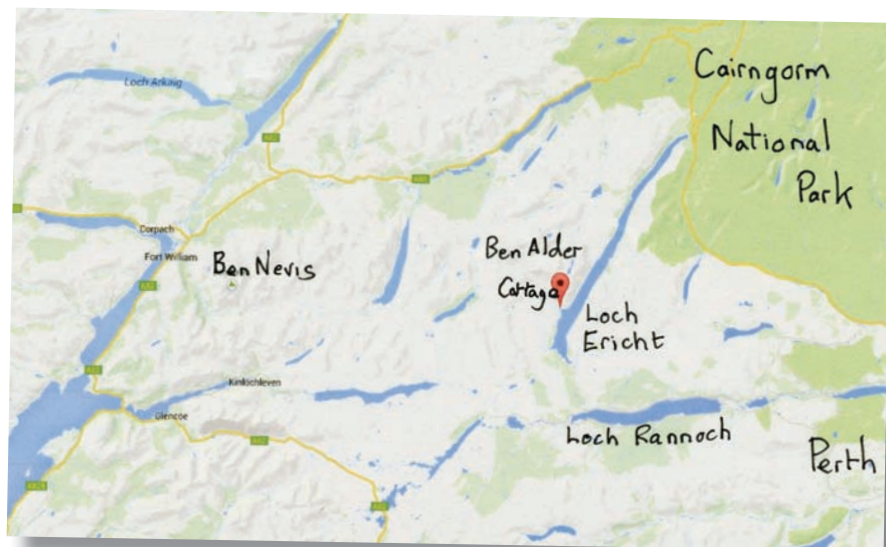 Cairngorm
National
Park
Loch Arkaig
Dorpach
Fort William
Ben Nevis
Ben Alder
Cottage
Loch
Ericht
Kinlochleven
Glencoe
Loch Rannoch
Perth